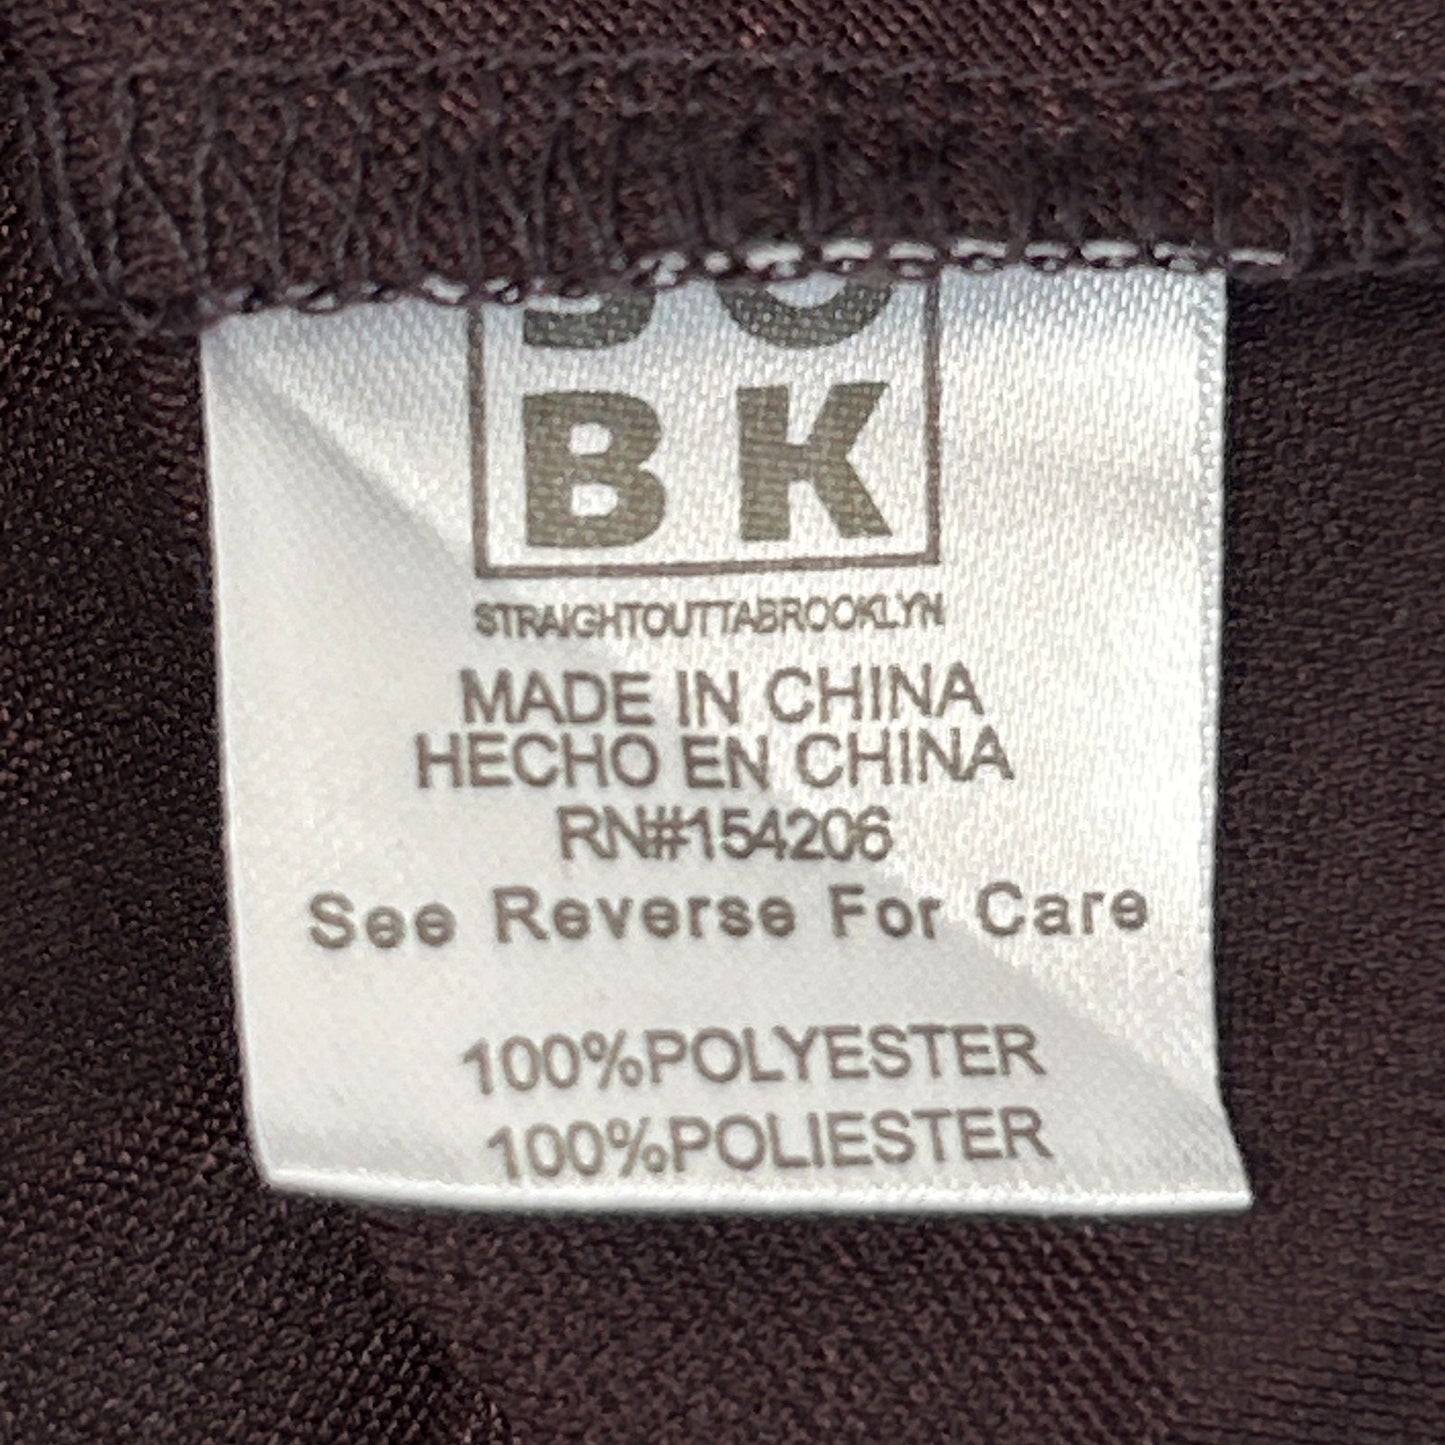 BK
STRAIGHTOUTTABROOKLYN
MADE IN CHINA
HECHO EN CHINA
RN#154206
See Reverse For Care
100%POLYESTER
100%POLIESTER